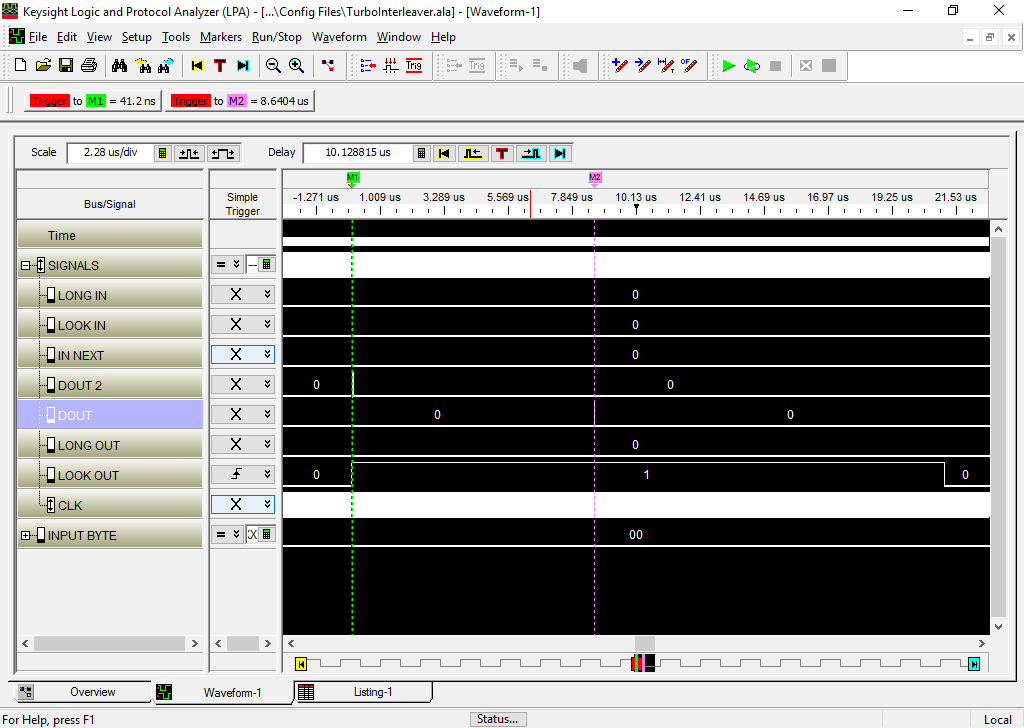 Keysight Logic and Protocol Analyzer (LPA) - [...\Config Files\TurboInterleaver.ala] - [Waveform-1]
File Edit View Setup Tools Markers Run/Stop Waveform Window Help
T Trig Trig
Trigger to M1 = 41.2 ns Trigger to M2 = 8.6404 us
Scale 2.28 us/div Delay 10.128815 us T
M1 M2
Bus/Signal Simple Trigger -1.271 us 1.009 us 3.289 us 5.569 us 7.849 us 10.13 us 12.41 us 14.69 us 16.97 us 19.25 us 21.53 us
Time
SIGNALS =
LONG IN X 0
LOOK IN X 0
IN NEXT X 0
DOUT 2 X 0 0
DOUT X 0 0
LONG OUT X 0
LOOK OUT 0 1 0
CLK X
INPUT BYTE = X 00
Overview Waveform-1 Listing-1
For Help, press F1 Status... Local